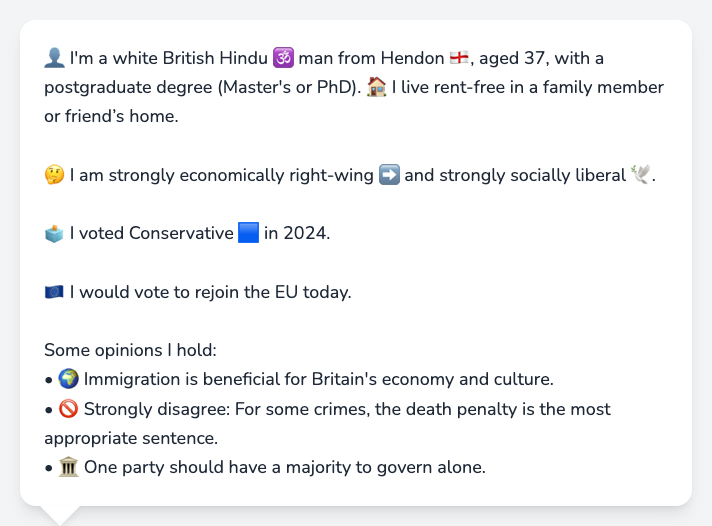 👤 I'm a white British Hindu 🕉️ man from Hendon 🏴󠁧󠁢󠁥󠁮󠁧󠁿, aged 37, with a
postgraduate degree (Master's or PhD). 🏠 I live rent-free in a family member
or friend’s home.
🤔 I am strongly economically right-wing ➡️ and strongly socially liberal 🕊️.
🗳️ I voted Conservative 🟦 in 2024.
🇪🇺 I would vote to rejoin the EU today.
Some opinions I hold:
• 🌍 Immigration is beneficial for Britain's economy and culture.
• 🚫 Strongly disagree: For some crimes, the death penalty is the most
appropriate sentence.
• 🏛️ One party should have a majority to govern alone.